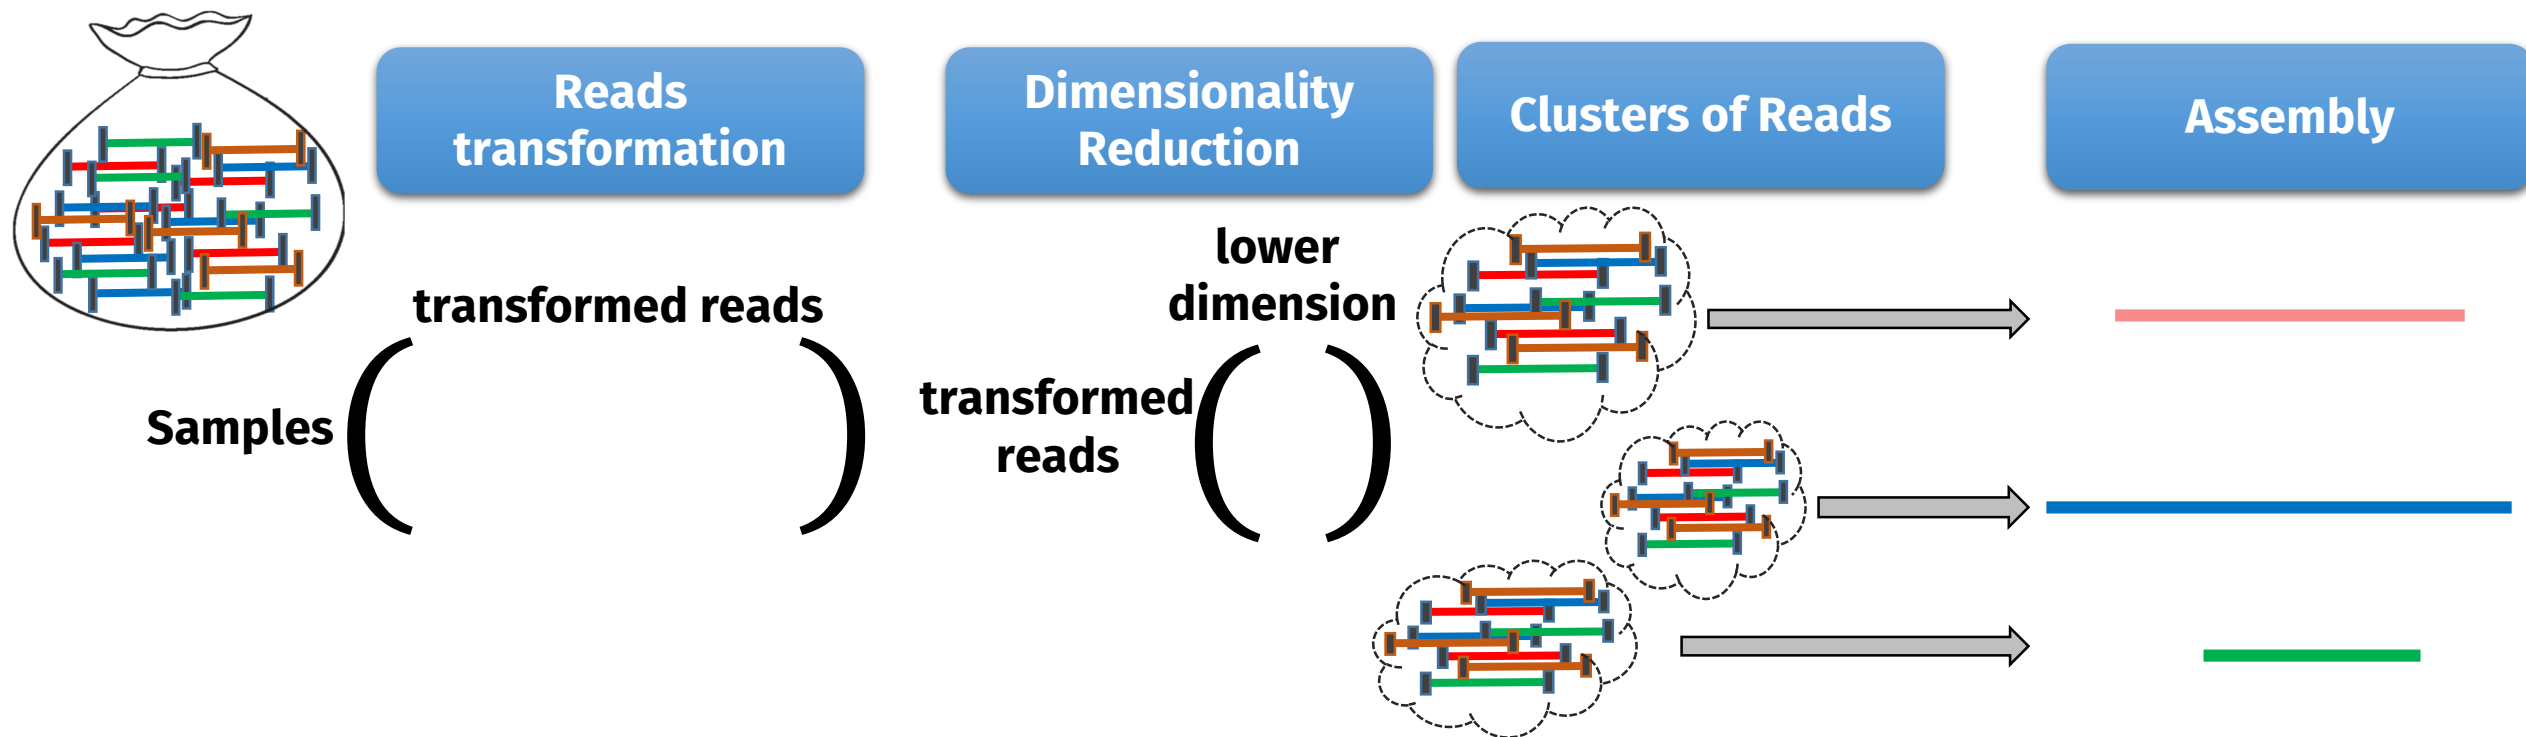 Reads
transformation
Dimensionality
Reduction
Clusters of Reads
Assembly
transformed reads
Samples
lower
dimension
transformed
reads